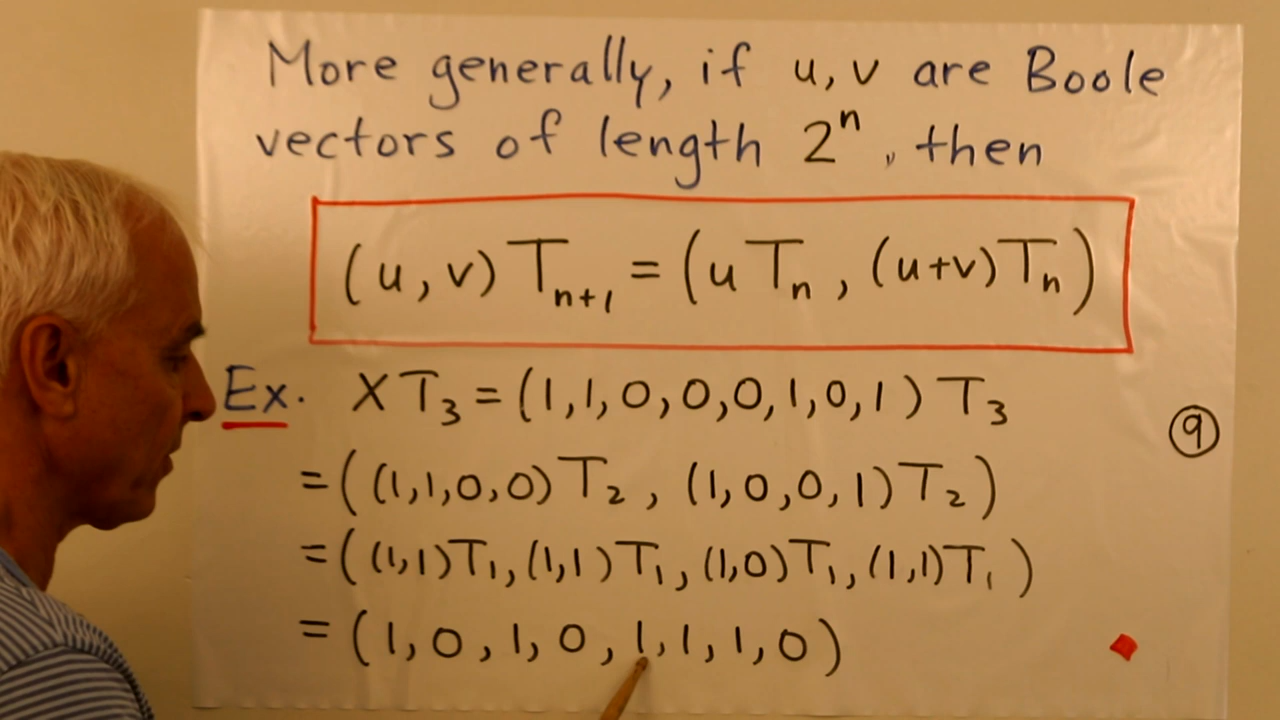 More generally, if u, v are Boole
vectors of length 2ⁿ, then
(u, v) Tₙ₊₁ = (u Tₙ, (u+v)Tₙ)
Ex. X T₃ = (1,1,0,0,0,1,0,1) T₃
= ((1,1,0,0)T₂, (1,0,0,1)T₂)
= ((1,1)T₁, (1,1)T₁, (1,0)T₁, (1,1)T₁)
= (1,0,1,0,1,1,1,0)
9